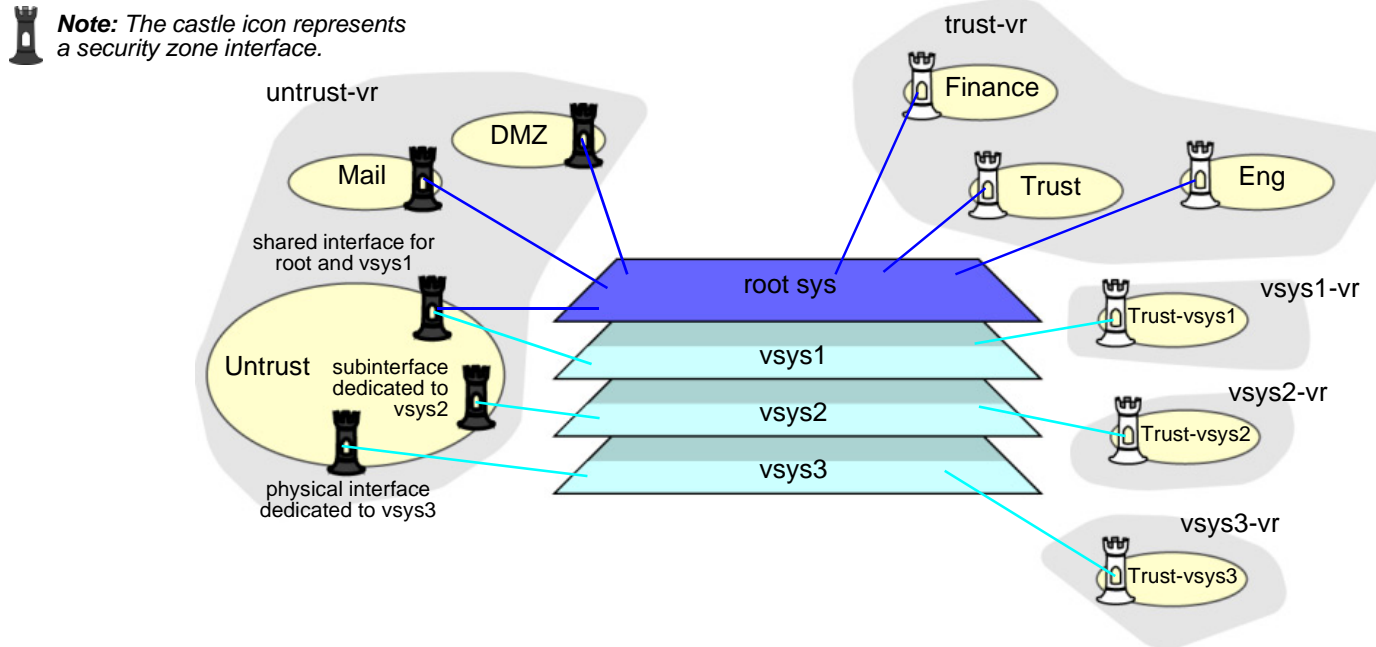 Note: The castle icon represents
a security zone interface.
trust-vr
untrust-vr
Finance
DMZ
Mail
Trust
Eng
shared interface for
root and vsys1
root sys
vsys1-vr
Trust-vsys1
vsys1
Untrust
subinterface
dedicated to
vsys2
vsys2-vr
vsys2
Trust-vsys2
vsys3
physical interface
dedicated to vsys3
vsys3-vr
Trust-vsys3